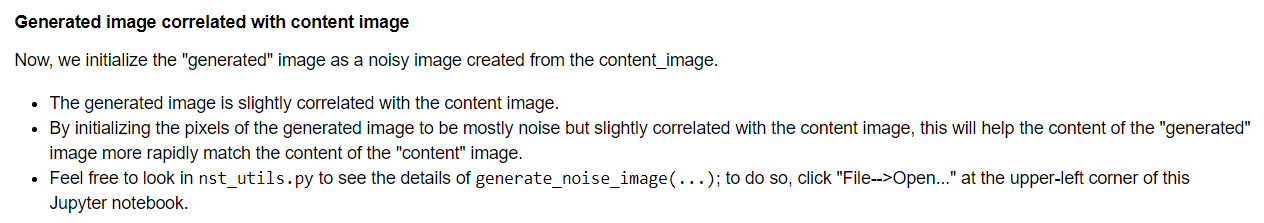 Generated image correlated with content image
Now, we initialize the "generated" image as a noisy image created from the content_image.
• The generated image is slightly correlated with the content image.
• By initializing the pixels of the generated image to be mostly noise but slightly correlated with the content image, this will help the content of the "generated"
image more rapidly match the content of the "content" image.
• Feel free to look in nst_utils.py to see the details of generate_noise_image(...); to do so, click "File-->Open..." at the upper-left corner of this
Jupyter notebook.